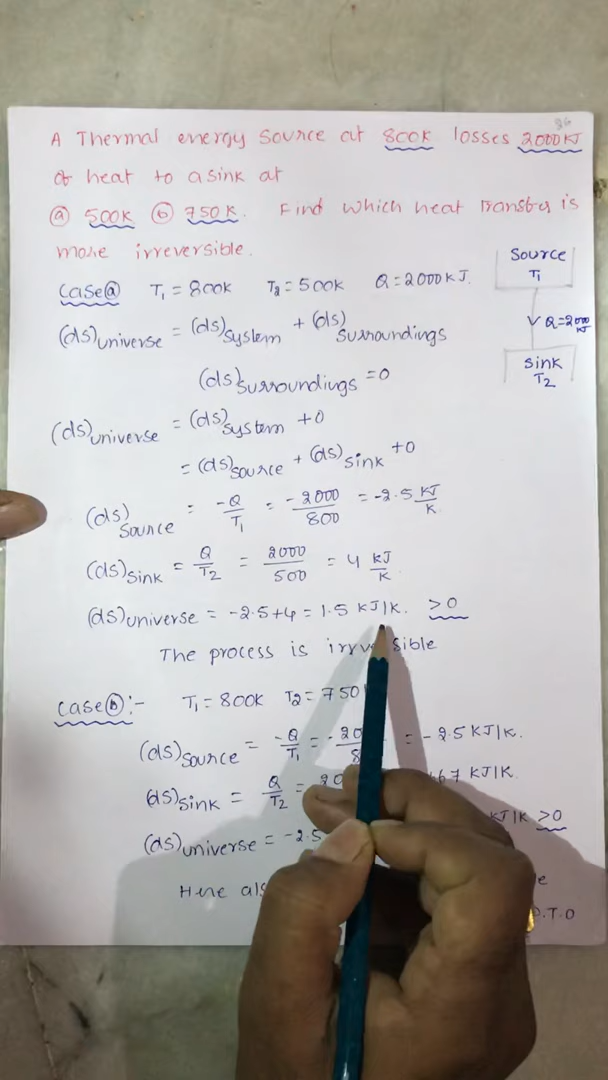 84
A Thermal energy Source at 800K losses 2000KJ
of heat to a sink at
ⓐ 500K ⓑ 750K. Find which heat transfer is
more irreversible.
Source
T1
Q=2000
KJ
Sink
T2
Case ⓐ T1 = 800K T2 = 500K Q = 2000KJ.
(ds)universe = (ds)system + (ds)surroundings
(ds)surroundings = 0
(ds)universe = (ds)system + 0
= (ds)source + (ds)sink + 0
(ds)source = -Q/T1 = -2000/800 = -2.5 KJ/K.
(ds)sink = Q/T2 = 2000/500 = 4 KJ/K.
(ds)universe = -2.5+4 = 1.5 KJ/K. >0
The process is
Case ⓑ:- T1 = 800K T2 = 750
(ds)source = -Q/T1 = = -2.5 KJ/K.
(ds)sink = Q/T2 = 67 KJ/K.
(ds)universe = -2.5 KJ/K >0
Here
P.T.O